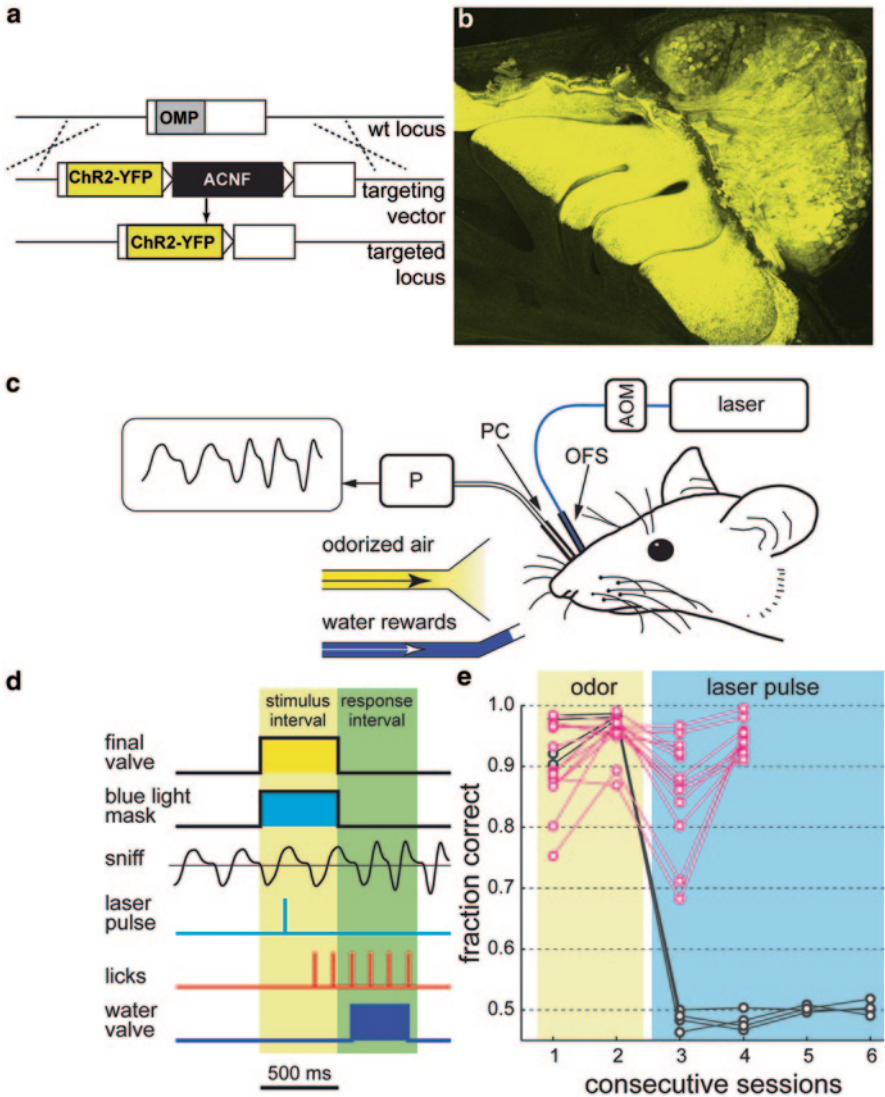 a
OMP
wt locus
ChR2-YFP
ACNF
targeting
vector
ChR2-YFP
targeted
locus
b
c
P
PC
OFS
AOM
laser
odorized air
water rewards
d
stimulus
interval
response
interval
final
valve
blue light
mask
sniff
laser
pulse
licks
water
valve
500 ms
e
odor
laser pulse
1.0
0.9
0.8
0.7
0.6
0.5
fraction correct
1 2 3 4 5 6
consecutive sessions